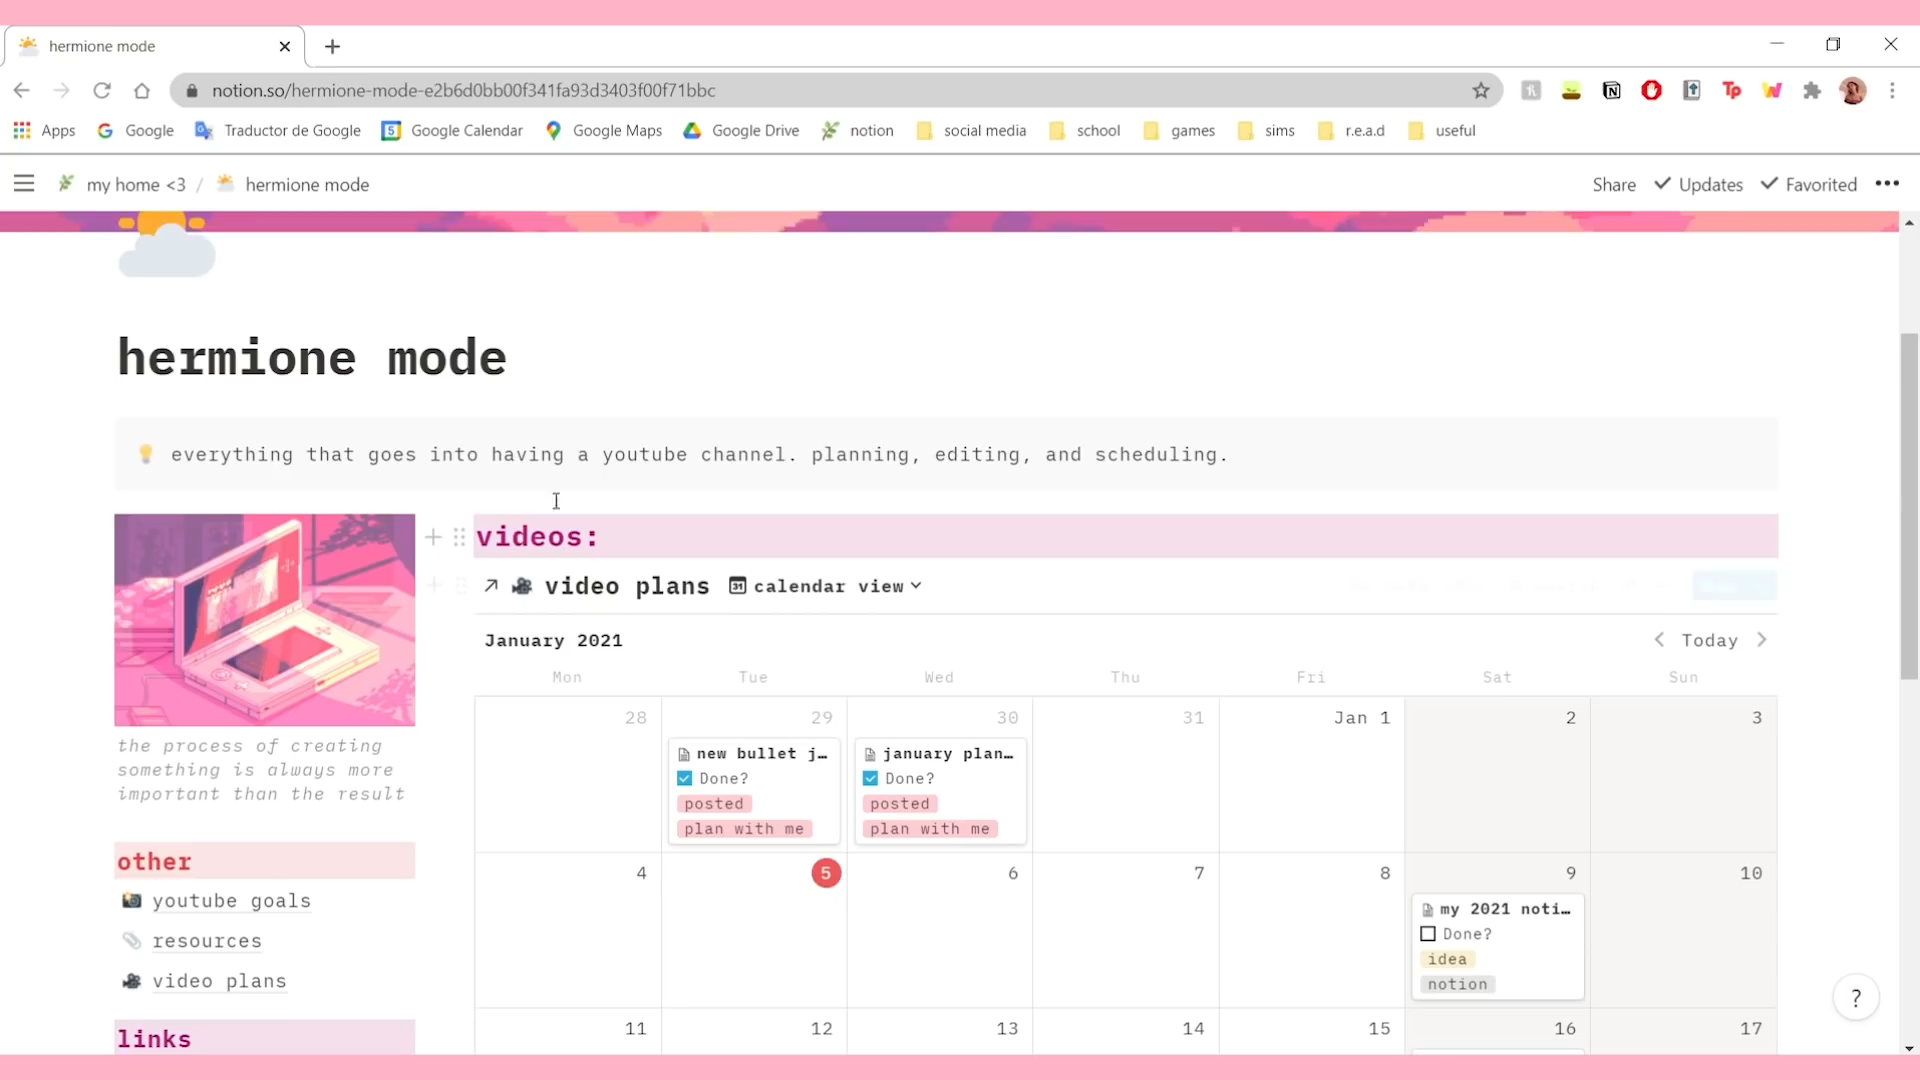 hermione mode
notion.so/hermione-mode-e2b6d0bb00f341fa93d3403f00f71bbc
Apps Google Traductor de Google Google Calendar Google Maps Google Drive notion social media school games sims r.e.a.d useful
my home <3 / hermione mode
Share Updates Favorited
hermione mode
everything that goes into having a youtube channel. planning, editing, and scheduling.
videos:
video plans calendar view
January 2021
Today
Mon Tue Wed Thu Fri Sat Sun
28 29 30 31 Jan 1 2 3
new bullet j…
Done?
posted
plan with me
january plan…
Done?
posted
plan with me
4 5 6 7 8 9 10
my 2021 noti…
Done?
idea
notion
11 12 13 14 15 16 17
the process of creating
something is always more
important than the result
other
youtube goals
resources
video plans
links
?